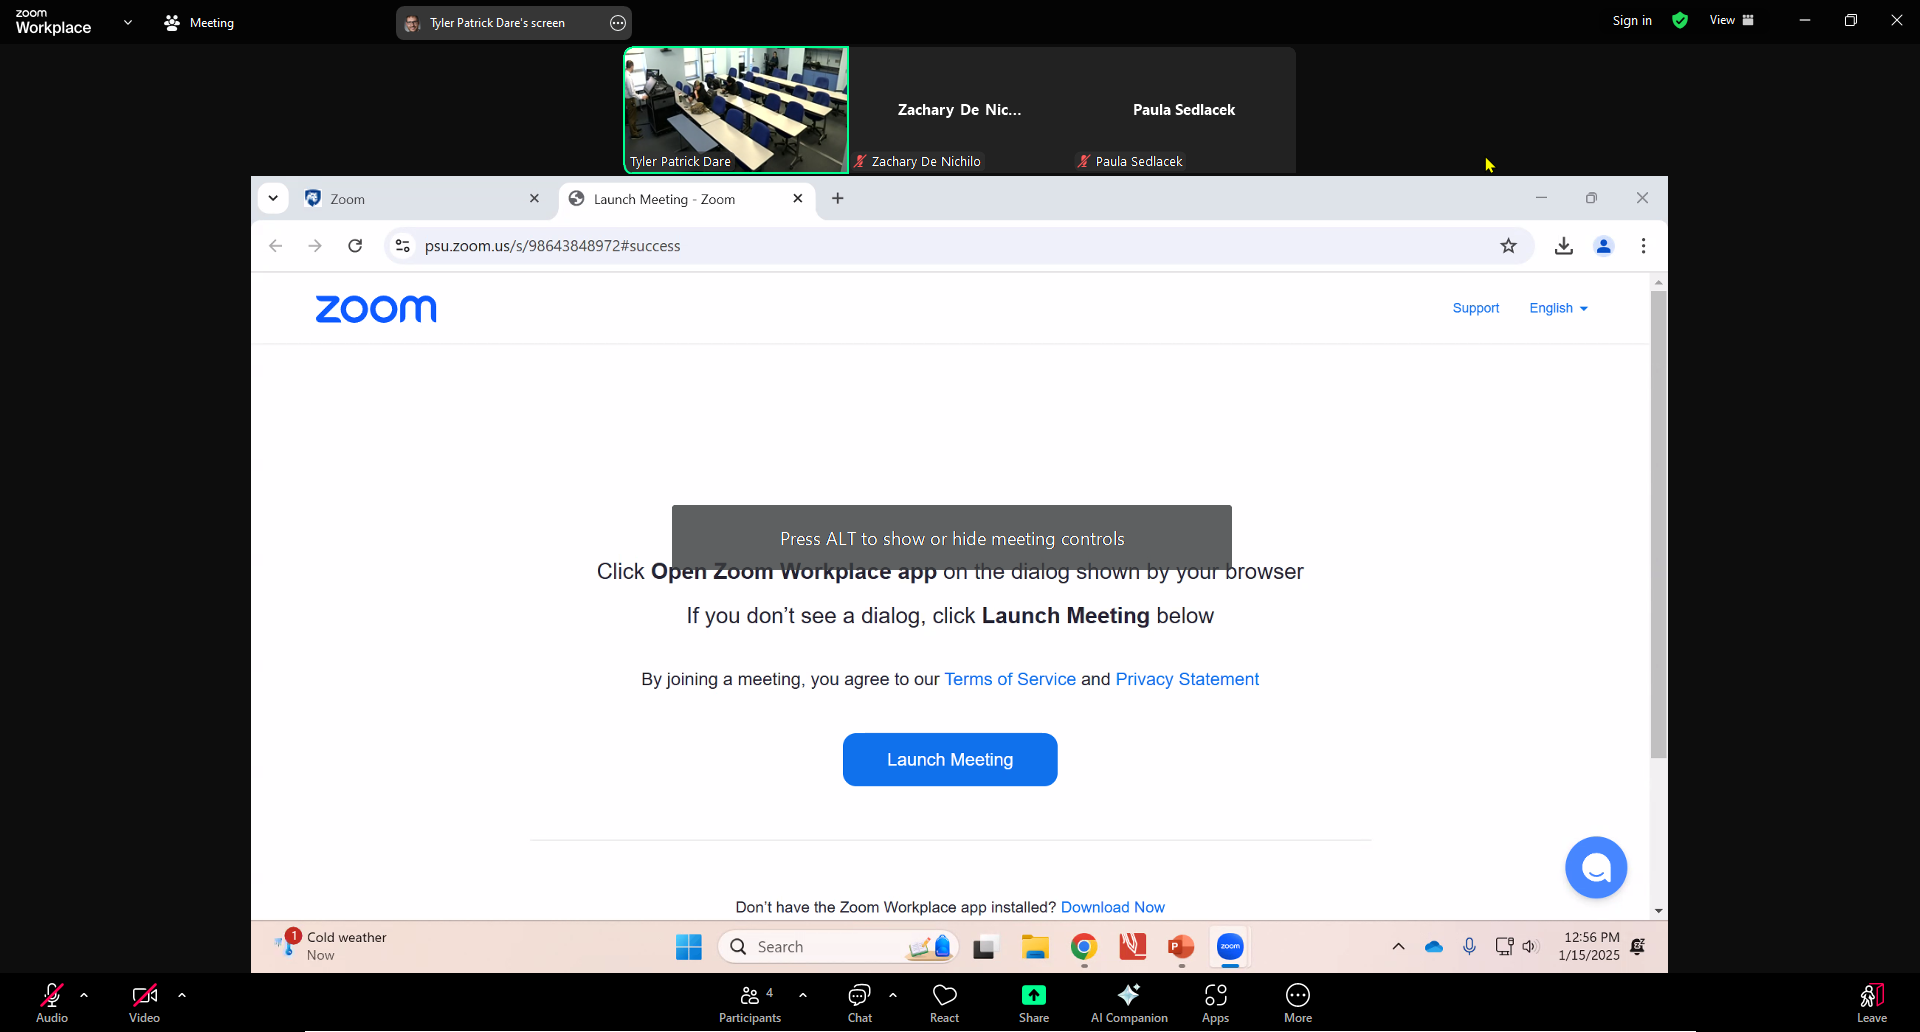 zoom
Workplace
Meeting
Tyler Patrick Dare's screen
Sign in
View
Tyler Patrick Dare
Zachary De Nic...
Zachary De Nichilo
Paula Sedlacek
Paula Sedlacek
Zoom
Launch Meeting - Zoom
psu.zoom.us/s/98643848972#success
zoom
Support
English
Press ALT to show or hide meeting controls
Click Open Zoom Workplace app on the dialog shown by your browser
If you don’t see a dialog, click Launch Meeting below
By joining a meeting, you agree to our Terms of Service and Privacy Statement
Launch Meeting
Don’t have the Zoom Workplace app installed? Download Now
1
Cold weather
Now
Search
zoom
12:56 PM
1/15/2025
Audio
Video
4
Participants
Chat
React
Share
AI Companion
Apps
More
Leave